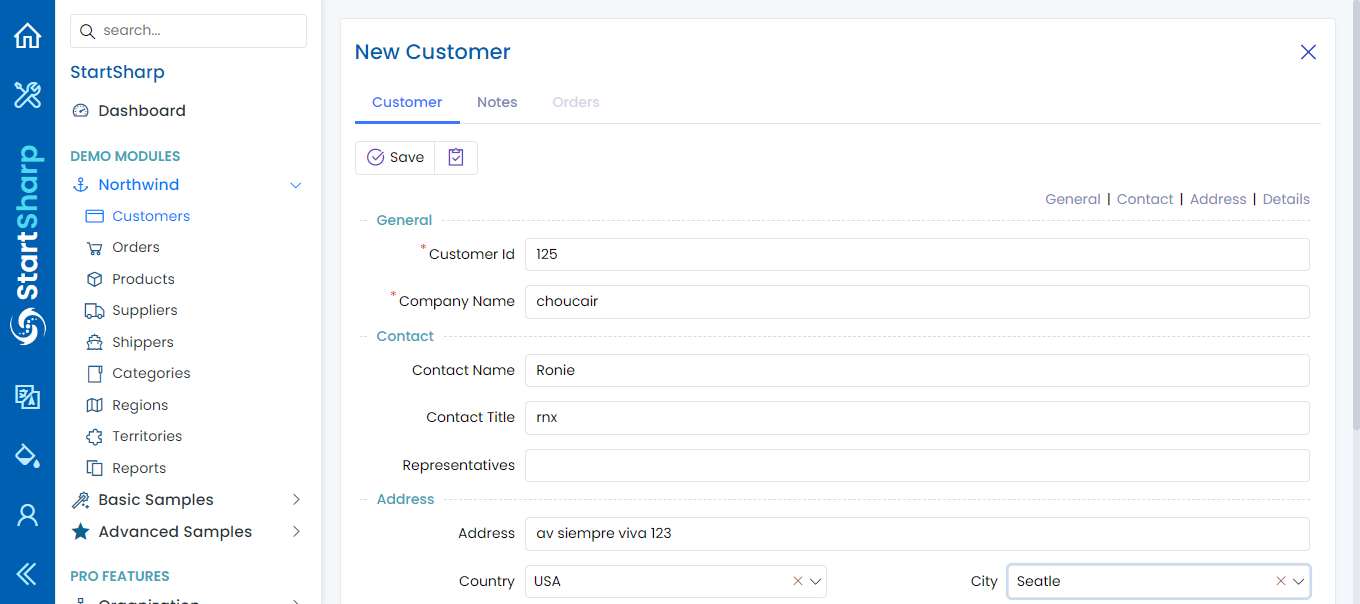 StartSharp
search...
StartSharp
Dashboard
DEMO MODULES
Northwind
Customers
Orders
Products
Suppliers
Shippers
Categories
Regions
Territories
Reports
Basic Samples
Advanced Samples
PRO FEATURES
Organization
New Customer
Customer Notes Orders
Save
General | Contact | Address | Details
General
* Customer Id 125
* Company Name choucair
Contact
Contact Name Ronie
Contact Title rnx
Representatives
Address
Address av siempre viva 123
Country USA City Seatle